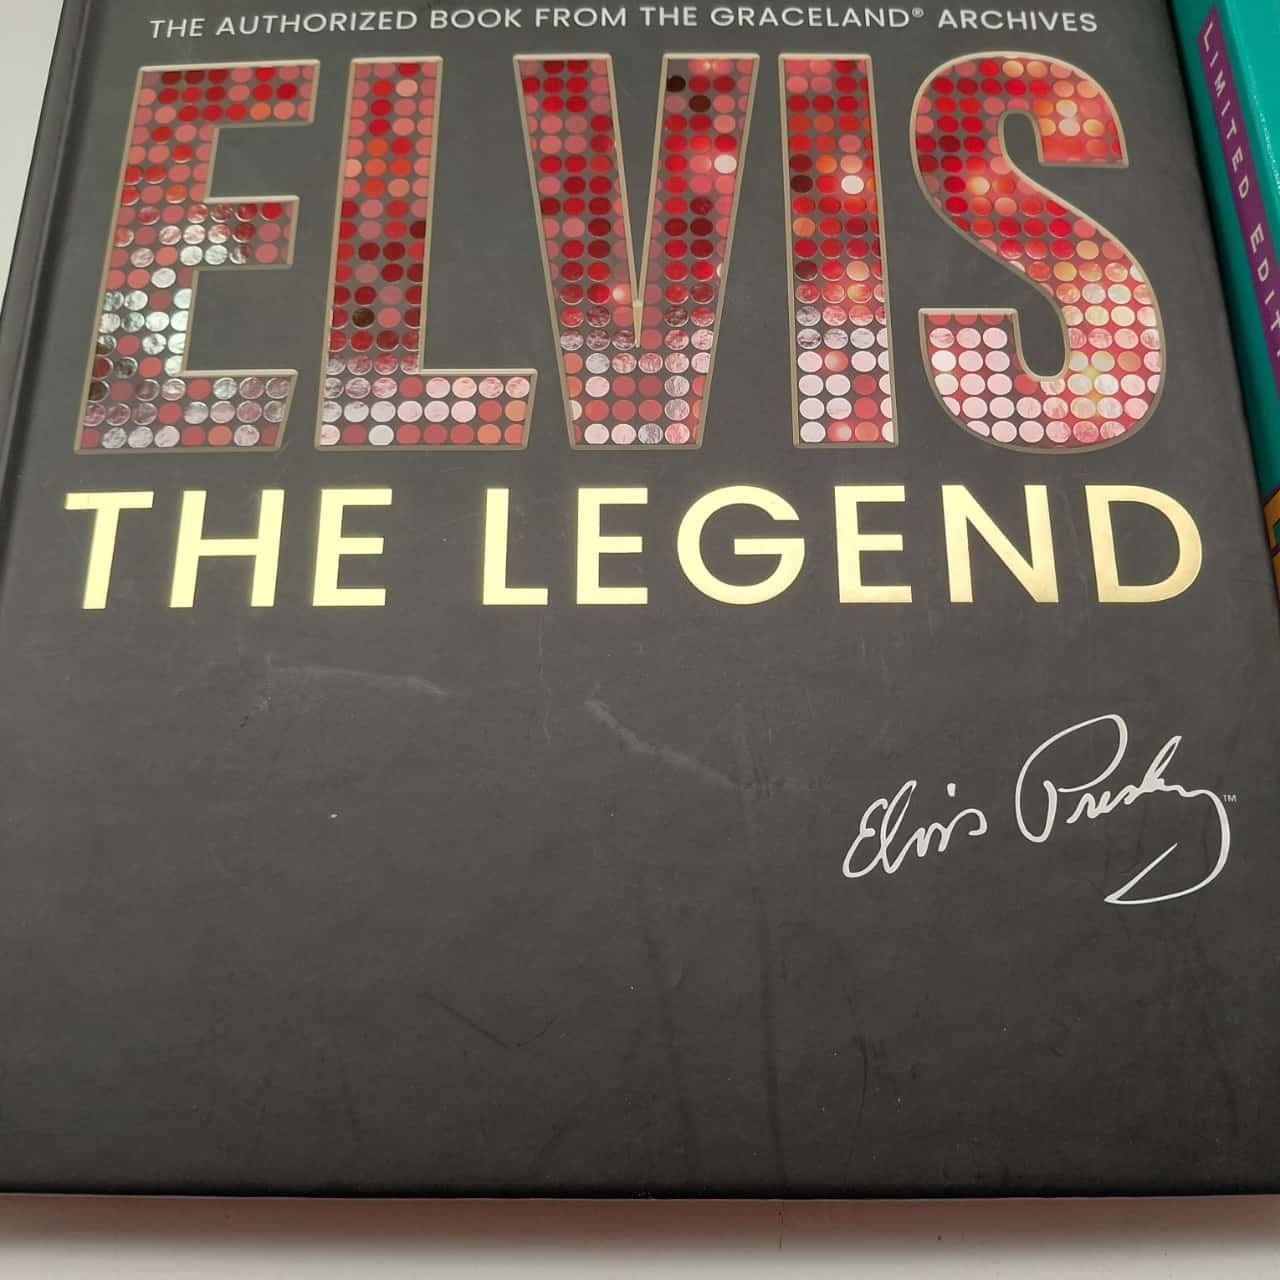 THE AUTHORIZED BOOK FROM THE GRACELAND® ARCHIVES
ELVIS
THE LEGEND
Elvis Presley™
LIMITED EDIT